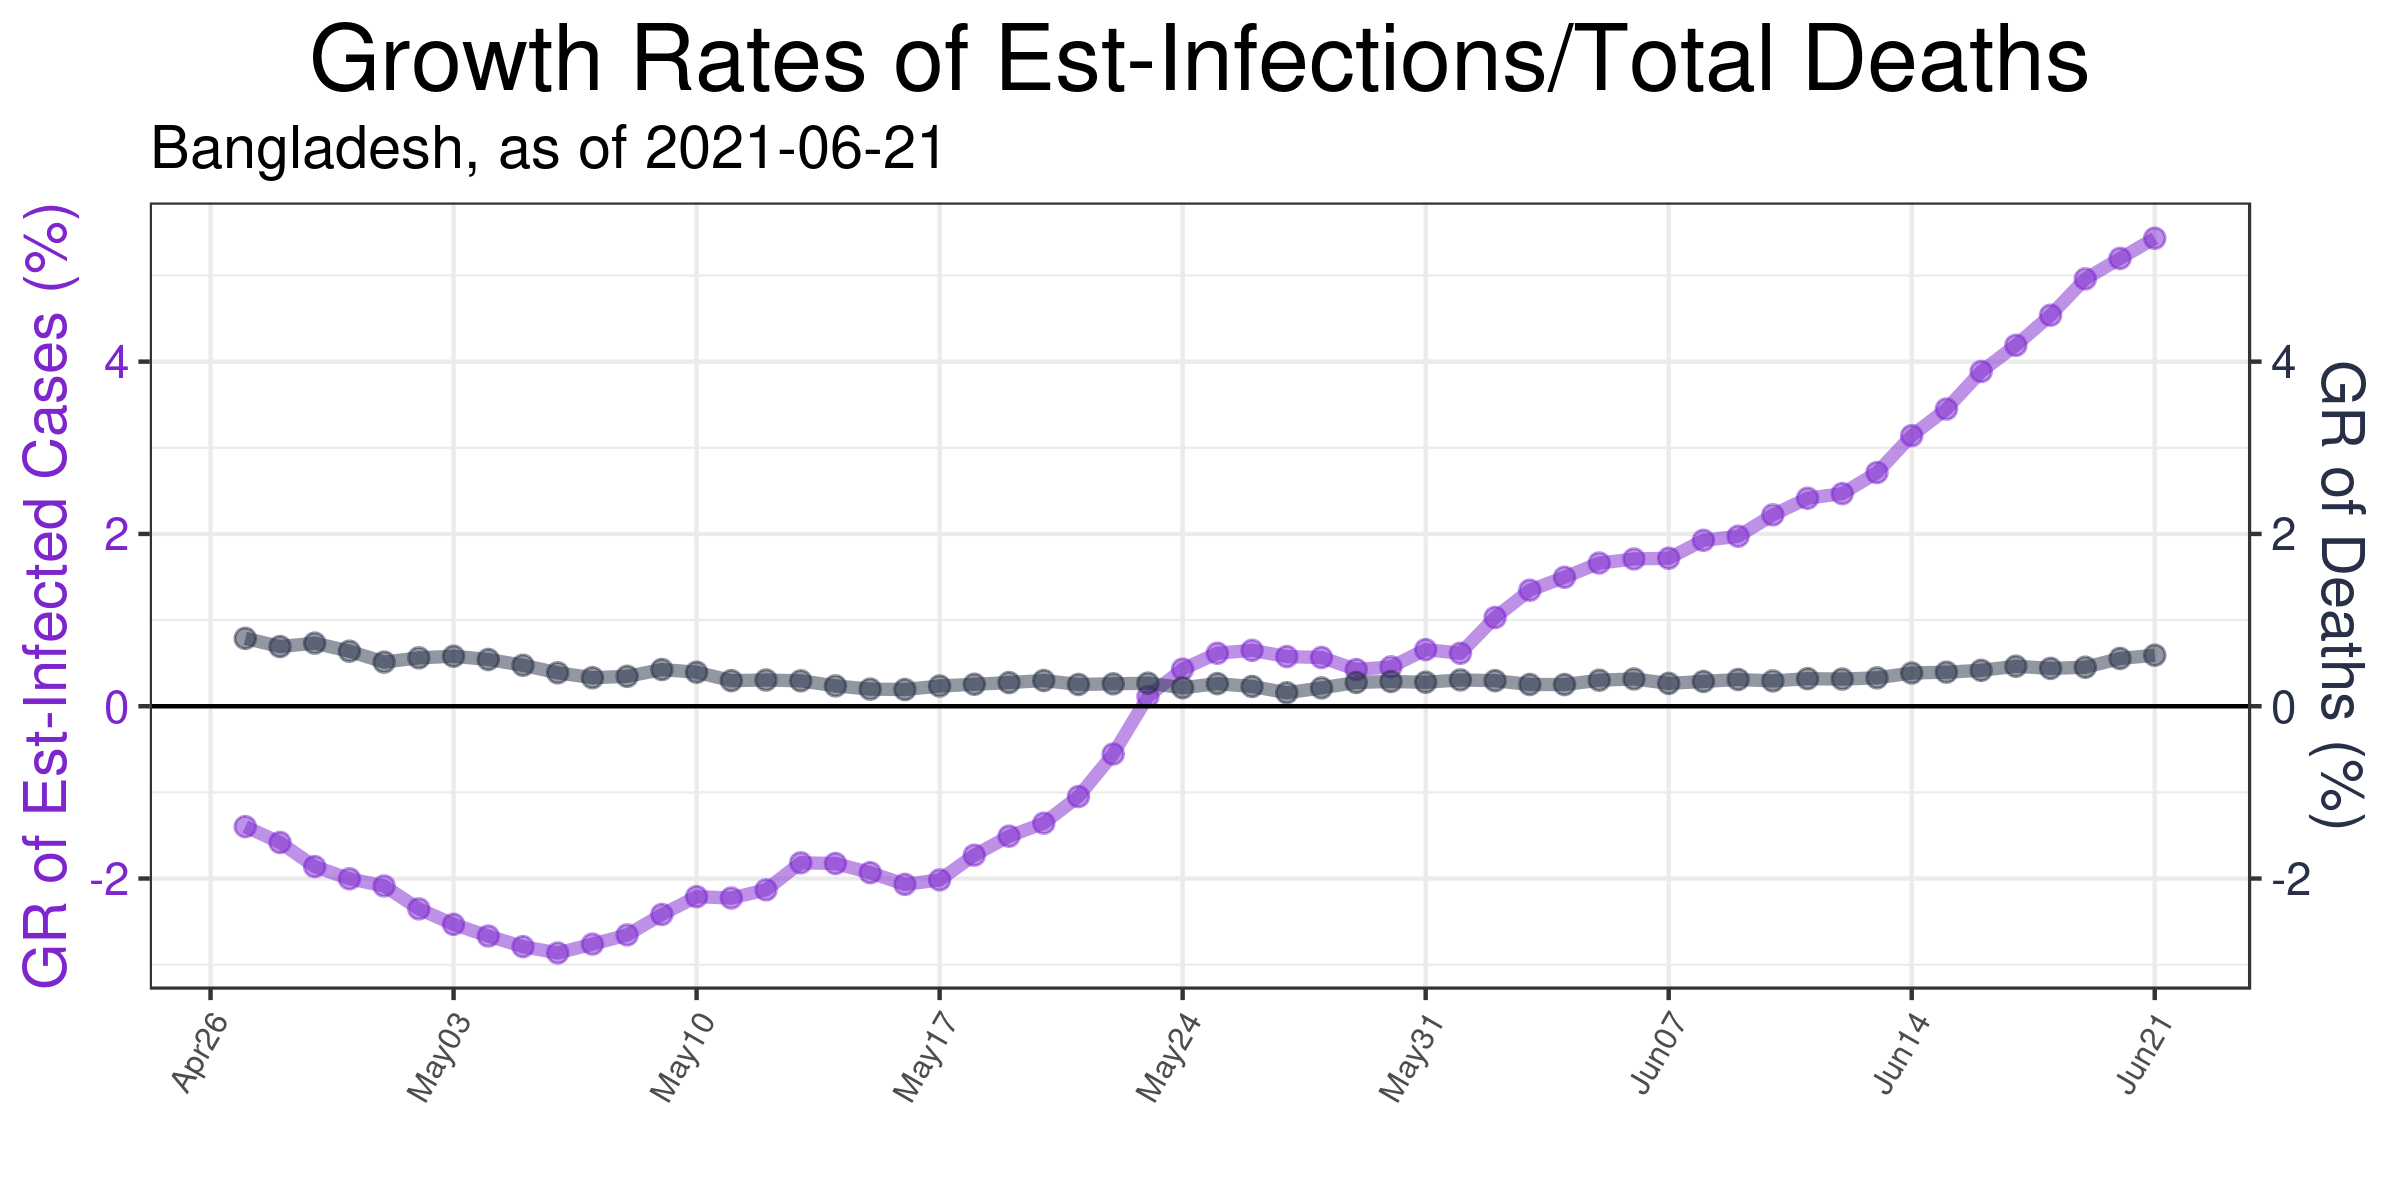 Growth Rates of Est-Infections/Total Deaths
Bangladesh, as of 2021-06-21
GR of Est-Infected Cases (%)
4
2
0
-2
4
2
0
-2
GR of Deaths (%)
Apr26
May03
May10
May17
May24
May31
Jun07
Jun14
Jun21